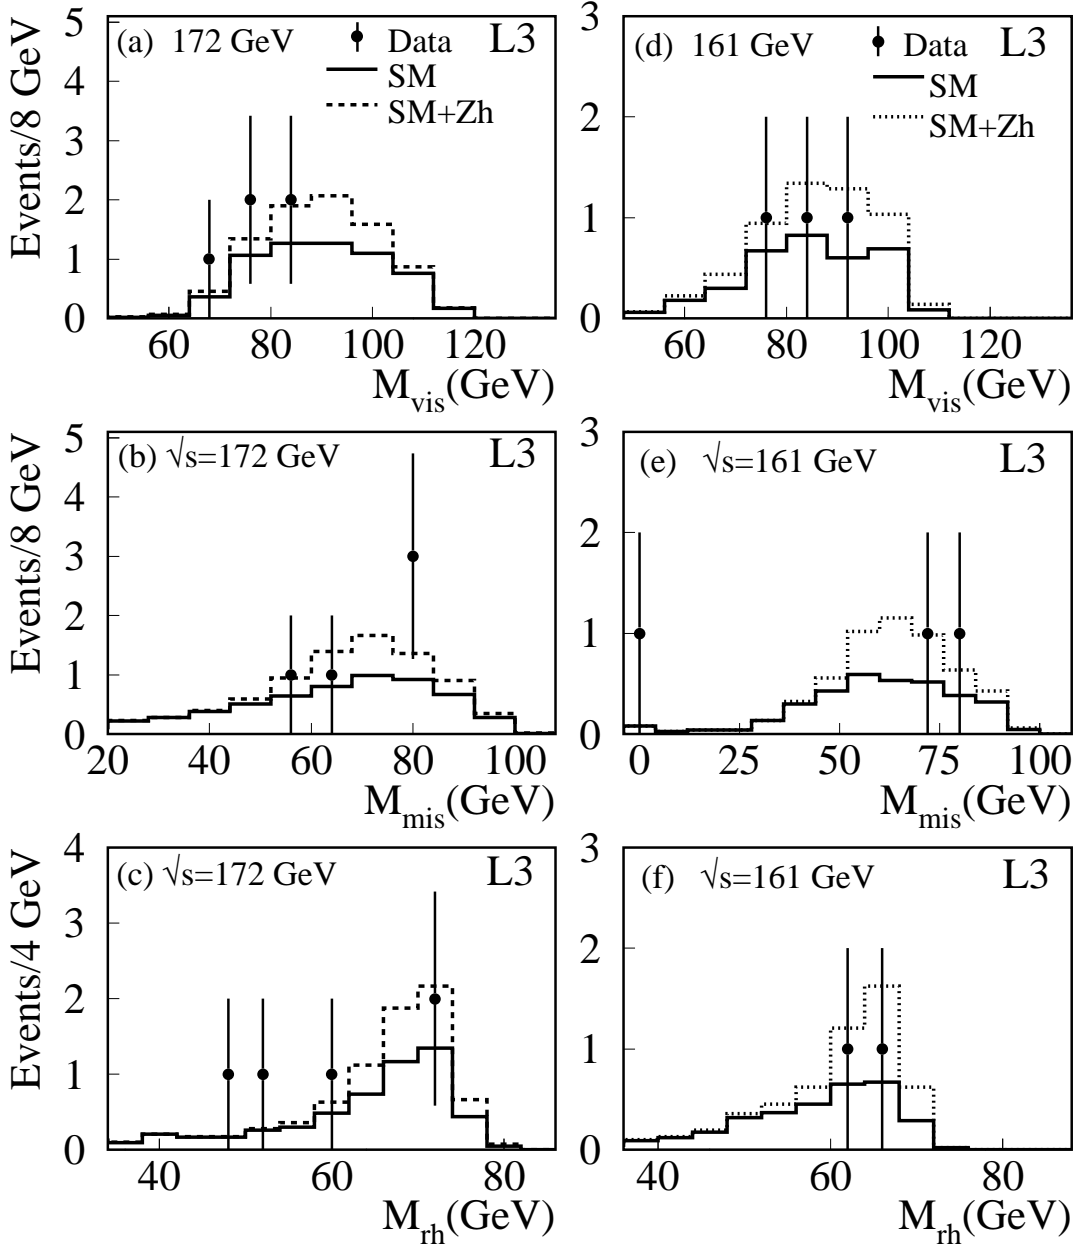 (a) 172 GeV Data L3
SM
SM+Zh
Events/8 GeV
5
4
3
2
1
0
60 80 100 120
M_vis(GeV)
(d) 161 GeV Data L3
SM
SM+Zh
3
2
1
0
60 80 100 120
M_vis(GeV)
(b) √s=172 GeV L3
Events/8 GeV
5
4
3
2
1
0
20 40 60 80 100
M_mis(GeV)
(e) √s=161 GeV L3
3
2
1
0
0 25 50 75 100
M_mis(GeV)
(c) √s=172 GeV L3
Events/4 GeV
4
3
2
1
0
40 60 80
M_rh(GeV)
(f) √s=161 GeV L3
3
2
1
0
40 60 80
M_rh(GeV)